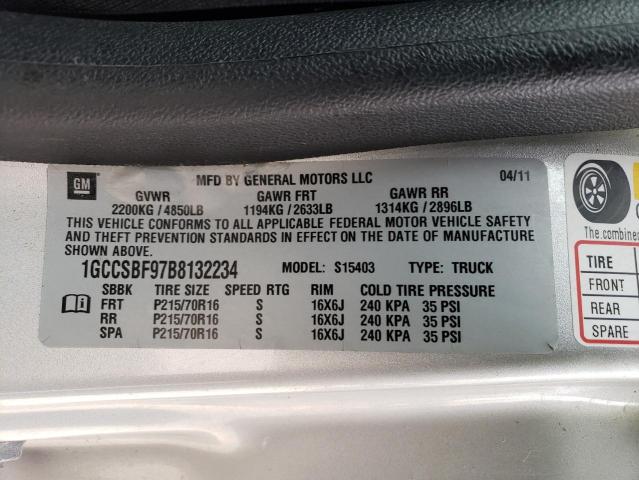 GM
MFD BY GENERAL MOTORS LLC 04/11
GVWR GAWR FRT GAWR RR
2200KG / 4850LB 1194KG / 2633LB 1314KG / 2896LB
THIS VEHICLE CONFORMS TO ALL APPLICABLE FEDERAL MOTOR VEHICLE SAFETY
AND THEFT PREVENTION STANDARDS IN EFFECT ON THE DATE OF MANUFACTURE
SHOWN ABOVE.
1GCCSBF97B8132234 MODEL: S15403 TYPE: TRUCK
SBBK TIRE SIZE SPEED RTG RIM COLD TIRE PRESSURE
FRT P215/70R16 S 16X6J 240 KPA 35 PSI
RR P215/70R16 S 16X6J 240 KPA 35 PSI
SPA P215/70R16 S 16X6J 240 KPA 35 PSI
The combined
TIRE
FRONT
REAR
SPARE